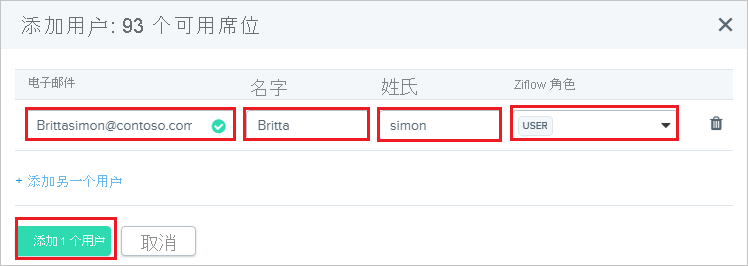 添加用户: 93 个可用席位
电子邮件 名字 姓氏 Ziflow 角色
Brittasimon@contoso.com Britta simon USER
+ 添加另一个用户
添加 1 个用户 取消